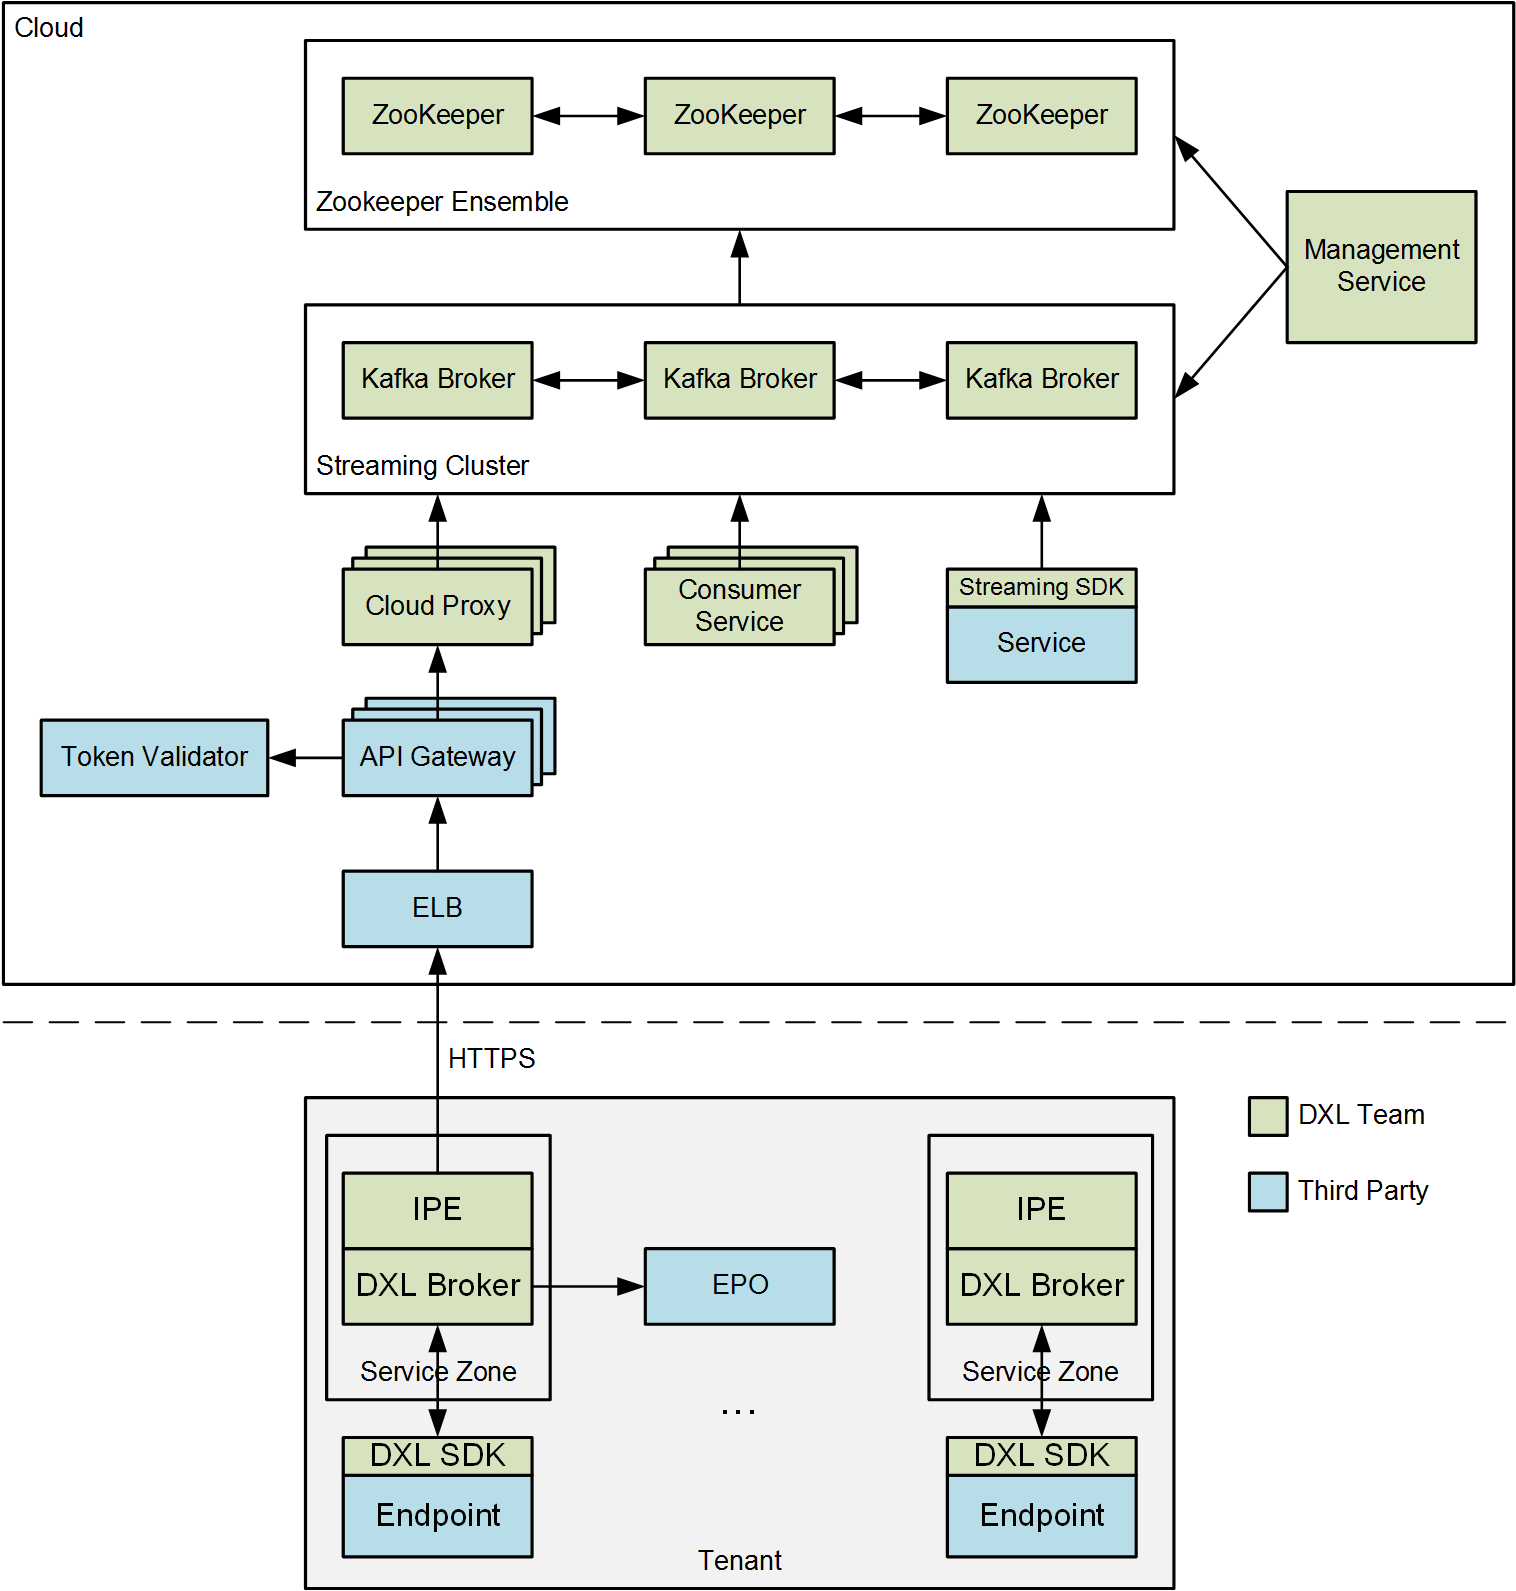 Cloud
ZooKeeper
ZooKeeper
ZooKeeper
Zookeeper Ensemble
Management
Service
Kafka Broker
Kafka Broker
Kafka Broker
Streaming Cluster
Cloud Proxy
Consumer
Service
Streaming SDK
Service
Token Validator
API Gateway
ELB
HTTPS
DXL Team
Third Party
IPE
DXL Broker
Service Zone
EPO
IPE
DXL Broker
Service Zone
...
DXL SDK
Endpoint
DXL SDK
Endpoint
Tenant